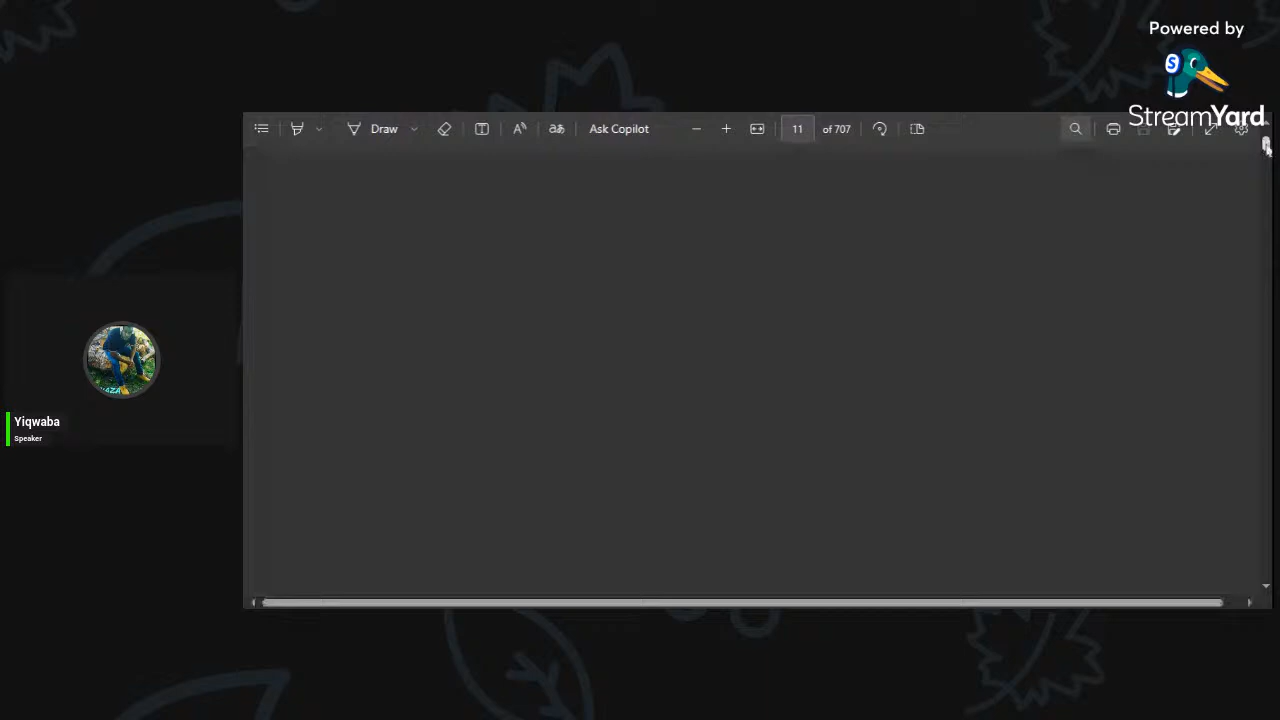 Powered by
StreamYard
Draw
Ask Copilot
11 of 707
Yiqwaba
Speaker